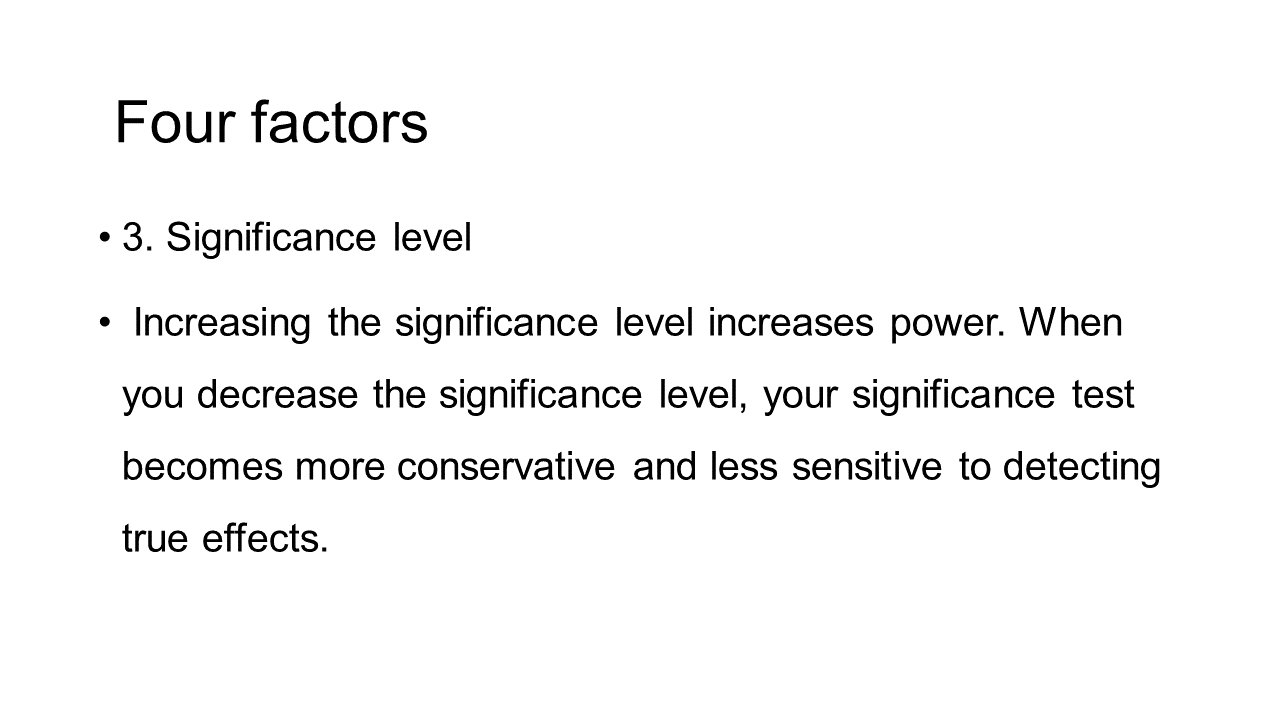 Four factors
• 3. Significance level
• Increasing the significance level increases power. When
you decrease the significance level, your significance test
becomes more conservative and less sensitive to detecting
true effects.